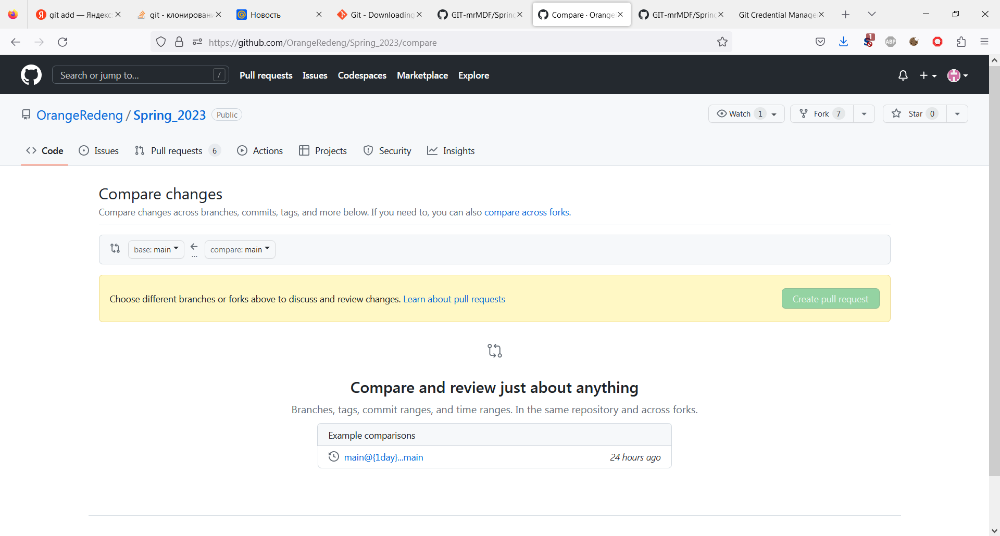 git add — Яндекс
git - клонировани
Новость
Git - Downloading
GIT-mrMDF/Spring
Compare · Orange
GIT-mrMDF/Spring
Git Credential Manage
https://github.com/OrangeRedeng/Spring_2023/compare
1
ABP
Search or jump to...
/
Pull requests
Issues
Codespaces
Marketplace
Explore
OrangeRedeng / Spring_2023
Public
Watch 1
Fork 7
Star 0
Code
Issues
Pull requests 6
Actions
Projects
Security
Insights
Compare changes
Compare changes across branches, commits, tags, and more below. If you need to, you can also compare across forks.
base: main
...
compare: main
Choose different branches or forks above to discuss and review changes. Learn about pull requests
Create pull request
Compare and review just about anything
Branches, tags, commit ranges, and time ranges. In the same repository and across forks.
Example comparisons
main@{1day}...main
24 hours ago